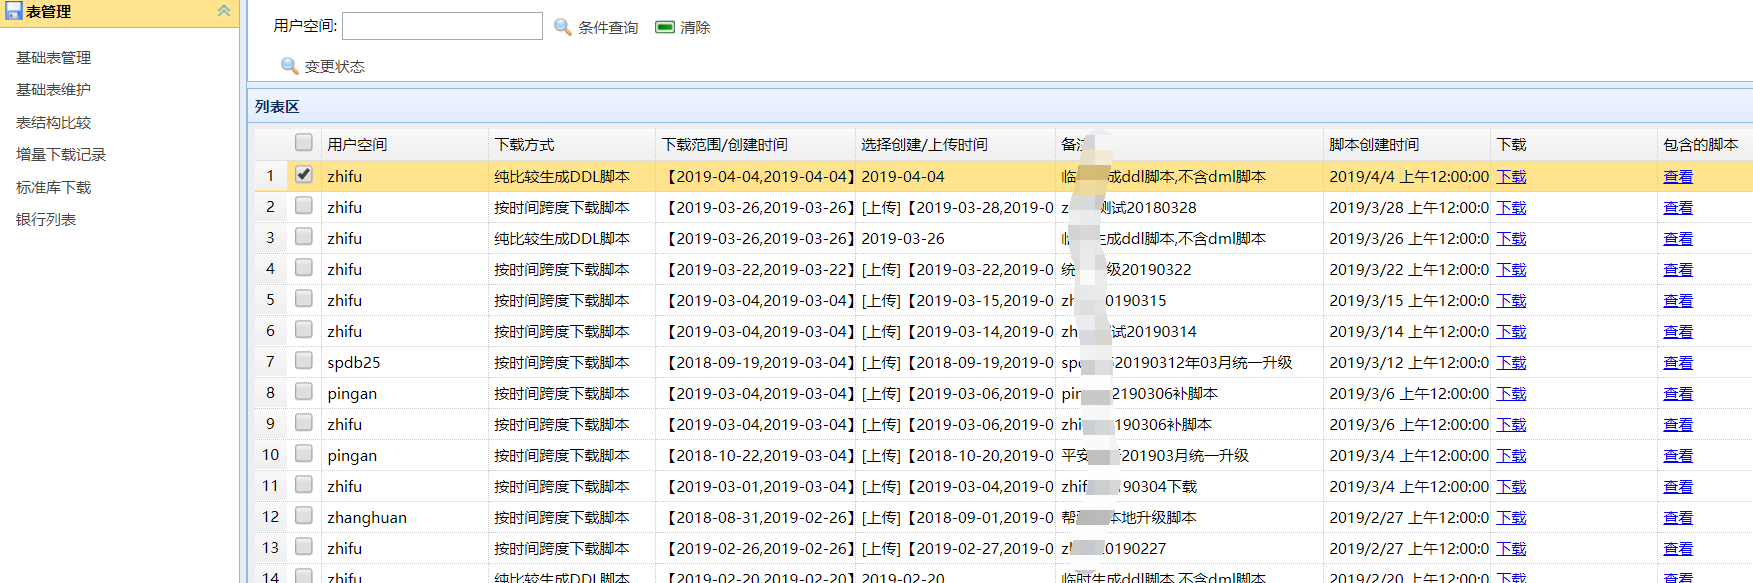 表管理
基础表管理
基础表维护
表结构比较
增量下载记录
标准库下载
银行列表
用户空间: 条件查询 清除
变更状态
列表区
用户空间 下载方式 下载范围/创建时间 选择创建/上传时间 备注 脚本创建时间 下载 包含的脚本
1 zhifu 纯比较生成DDL脚本 【2019-04-04,2019-04-04】 2019-04-04 临 成ddl脚本,不含dml脚本 2019/4/4 上午12:00:00 下载 查看
2 zhifu 按时间跨度下载脚本 【2019-03-26,2019-03-26】 [上传]【2019-03-28,2019-0 z 测试20180328 2019/3/28 上午12:00:0 下载 查看
3 zhifu 纯比较生成DDL脚本 【2019-03-26,2019-03-26】 2019-03-26 临 生成ddl脚本,不含dml脚本 2019/3/26 上午12:00:0 下载 查看
4 zhifu 按时间跨度下载脚本 【2019-03-22,2019-03-22】 [上传]【2019-03-22,2019-0 统 级20190322 2019/3/22 上午12:00:0 下载 查看
5 zhifu 按时间跨度下载脚本 【2019-03-04,2019-03-04】 [上传]【2019-03-15,2019-0 zh 0190315 2019/3/15 上午12:00:0 下载 查看
6 zhifu 按时间跨度下载脚本 【2019-03-04,2019-03-04】 [上传]【2019-03-14,2019-0 zh 试20190314 2019/3/14 上午12:00:0 下载 查看
7 spdb25 按时间跨度下载脚本 【2018-09-19,2019-03-04】 [上传]【2018-09-19,2019-0 sp 20190312年03月统一升级 2019/3/12 上午12:00:0 下载 查看
8 pingan 按时间跨度下载脚本 【2019-03-04,2019-03-04】 [上传]【2019-03-06,2019-0 pin 2190306补脚本 2019/3/6 上午12:00:00 下载 查看
9 zhifu 按时间跨度下载脚本 【2019-03-04,2019-03-04】 [上传]【2019-03-06,2019-0 zhi 190306补脚本 2019/3/6 上午12:00:00 下载 查看
10 pingan 按时间跨度下载脚本 【2018-10-22,2019-03-04】 [上传]【2018-10-20,2019-0 平安 201903月统一升级 2019/3/4 上午12:00:00 下载 查看
11 zhifu 按时间跨度下载脚本 【2019-03-01,2019-03-04】 [上传]【2019-03-04,2019-0 zhif 90304下载 2019/3/4 上午12:00:00 下载 查看
12 zhanghuan 按时间跨度下载脚本 【2018-08-31,2019-02-26】 [上传]【2018-09-01,2019-0 帮 本地升级脚本 2019/2/27 上午12:00:0 下载 查看
13 zhifu 按时间跨度下载脚本 【2019-02-26,2019-02-26】 [上传]【2019-02-27,2019-0 z 20190227 2019/2/27 上午12:00:0 下载 查看
14 zhifu 纯比较生成DDL脚本 【2019-02-20,2019-02-20】 2019-02-20 临时生成ddl脚本,不含dml脚本 2019/2/20 上午12:00:0 下载 查看